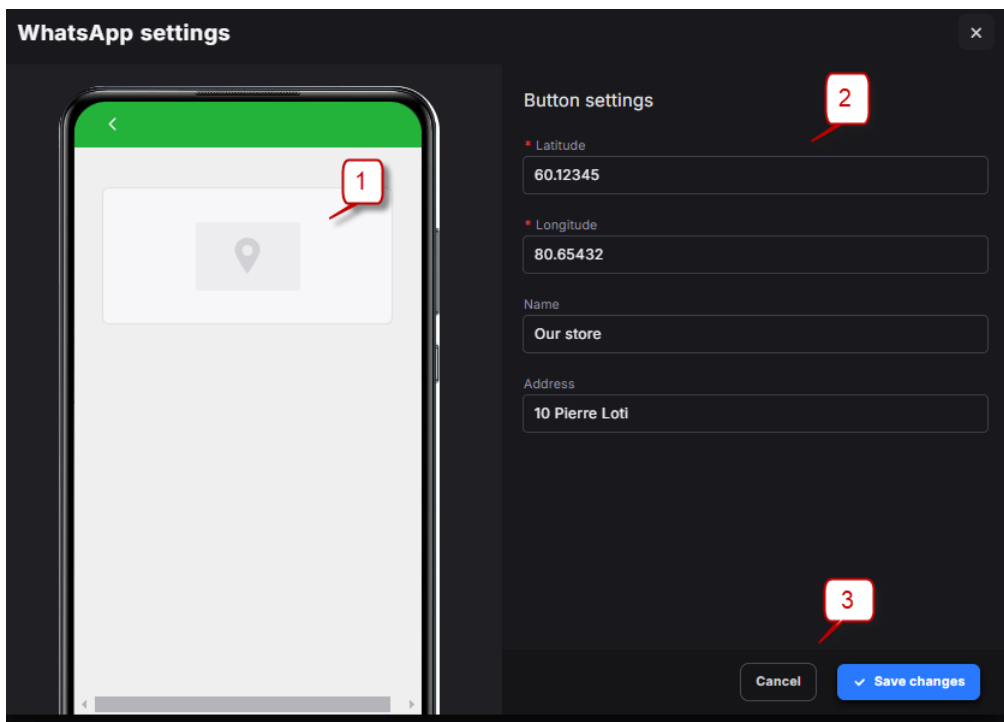 WhatsApp settings
1
Button settings
2
* Latitude
60.12345
* Longitude
80.65432
Name
Our store
Address
10 Pierre Loti
3
Cancel
Save changes